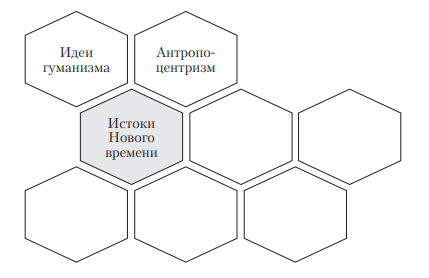 Идеи
гуманизма
Антропо-
центризм
Истоки
Нового
времени